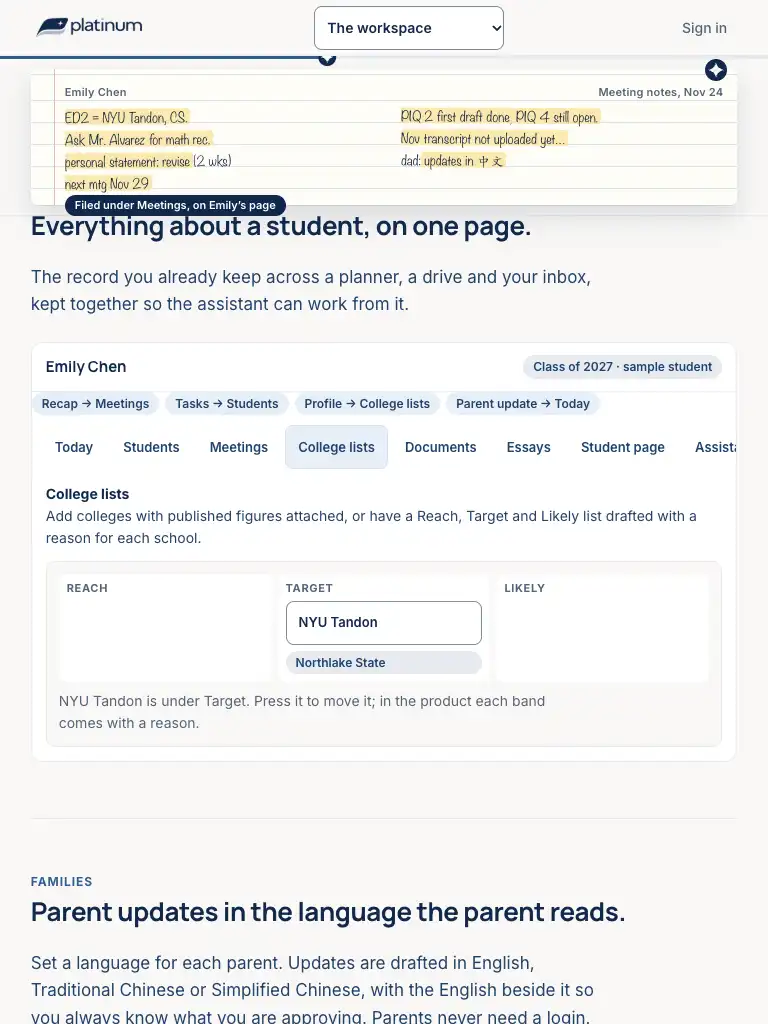 platinum
The workspace
Sign in
Emily Chen
Meeting notes, Nov 24
ED2 = NYU Tandon, CS.
Ask Mr. Alvarez for math rec.
personal statement: revise (2 wks)
next mtg Nov 29
PIQ 2 first draft done, PIQ 4 still open.
Nov transcript not uploaded yet...
dad: updates in 中文
Filed under Meetings, on Emily's page
Everything about a student, on one page.
The record you already keep across a planner, a drive and your inbox,
kept together so the assistant can work from it.
Emily Chen
Class of 2027 · sample student
Recap → Meetings
Tasks → Students
Profile → College lists
Parent update → Today
Today
Students
Meetings
College lists
Documents
Essays
Student page
Assista
College lists
Add colleges with published figures attached, or have a Reach, Target and Likely list drafted with a
reason for each school.
REACH
TARGET
LIKELY
NYU Tandon
Northlake State
NYU Tandon is under Target. Press it to move it; in the product each band
comes with a reason.
FAMILIES
Parent updates in the language the parent reads.
Set a language for each parent. Updates are drafted in English,
Traditional Chinese or Simplified Chinese, with the English beside it so
you always know what you are approving. Parents never need a login.